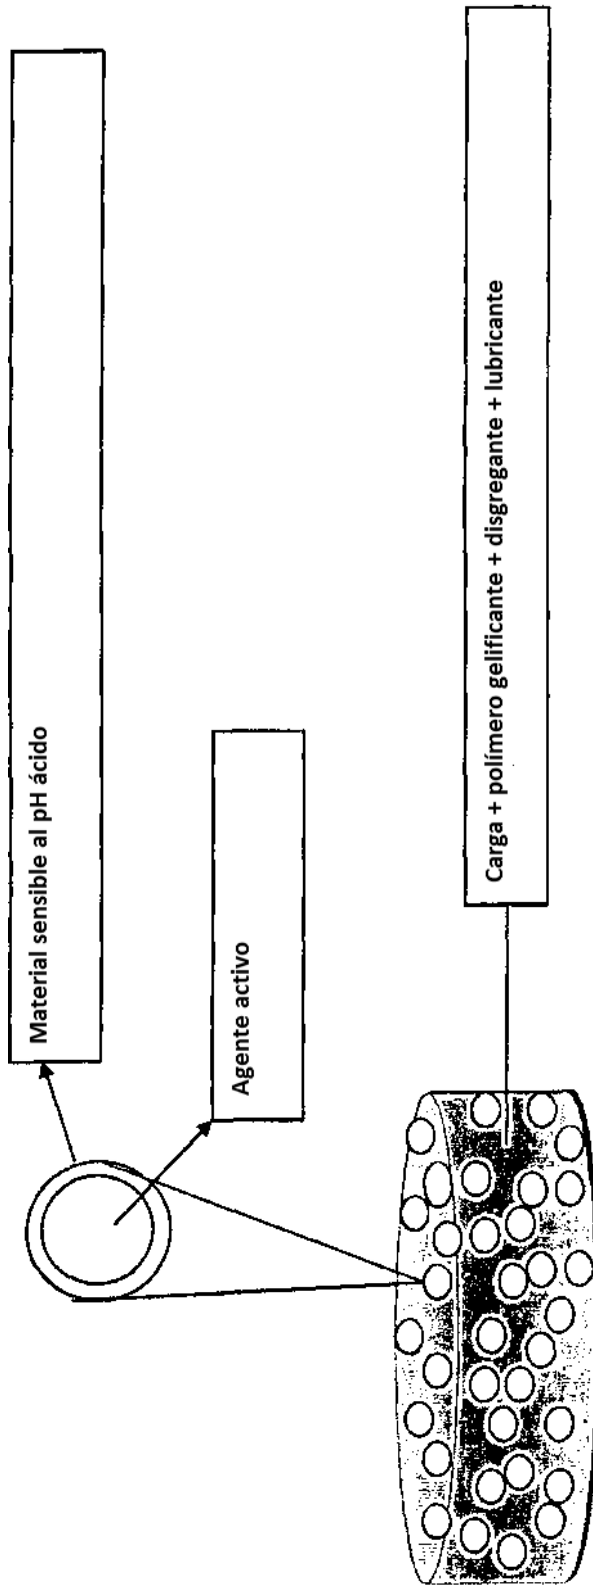 Material sensible al pH ácido
Agente activo
Carga + polímero gelificante + disgregante + lubricante